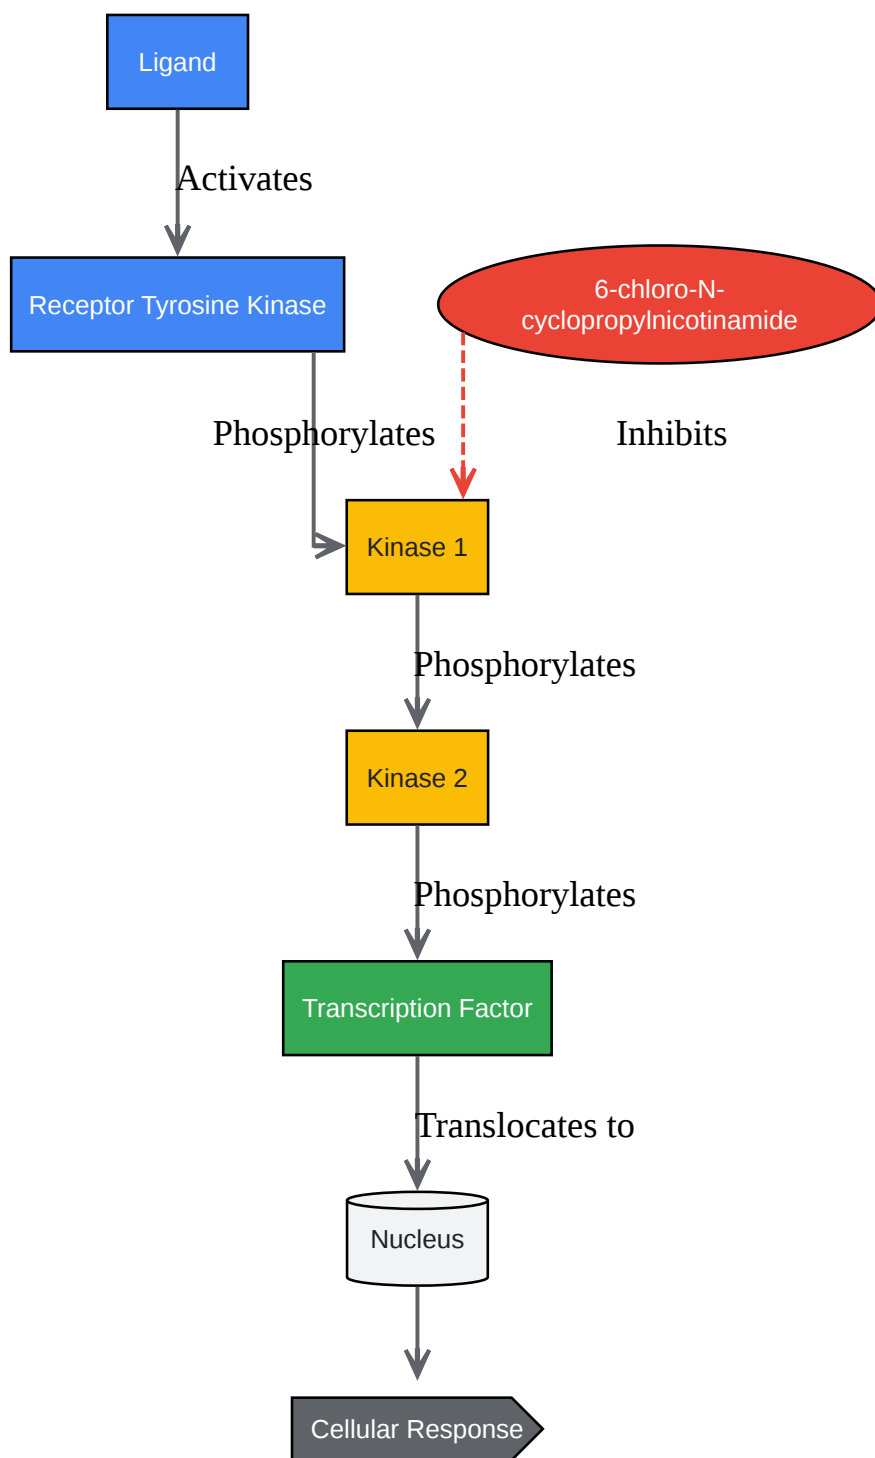 Ligand
Activates
Receptor Tyrosine Kinase
6-chloro-N-
cyclopropylnicotinamide
Phosphorylates
Inhibits
Kinase 1
Phosphorylates
Kinase 2
Phosphorylates
Transcription Factor
Translocates to
Nucleus
Cellular Response